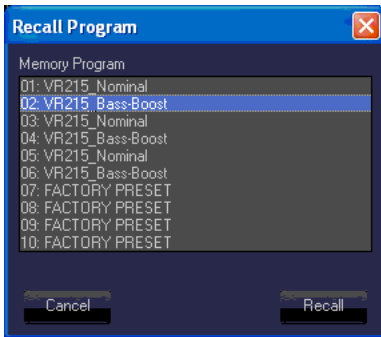 Recall Program
Memory Program
01: VR215_Nominal
02: VR215_Bass-Boost
03: VR215_Nominal
04: VR215_Bass-Boost
05: VR215_Nominal
06: VR215_Bass-Boost
07: FACTORY PRESET
08: FACTORY PRESET
09: FACTORY PRESET
10: FACTORY PRESET
Cancel Recall